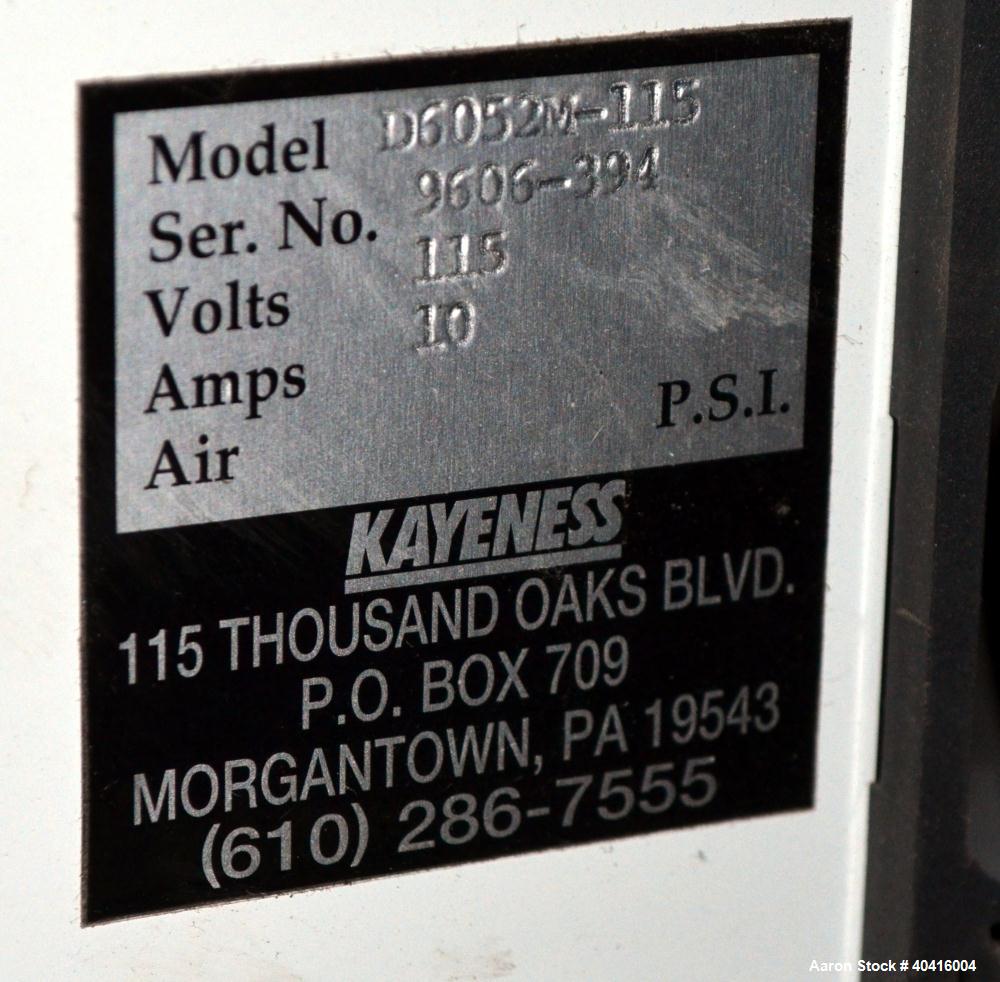 Model D6052M-115
Ser. No. 9606-394
Volts 115
Amps 10
Air P.S.I.
KAYENESS
115 THOUSAND OAKS BLVD.
P.O. BOX 709
MORGANTOWN, PA 19543
(610) 286-7555
Aaron Stock # 40416004